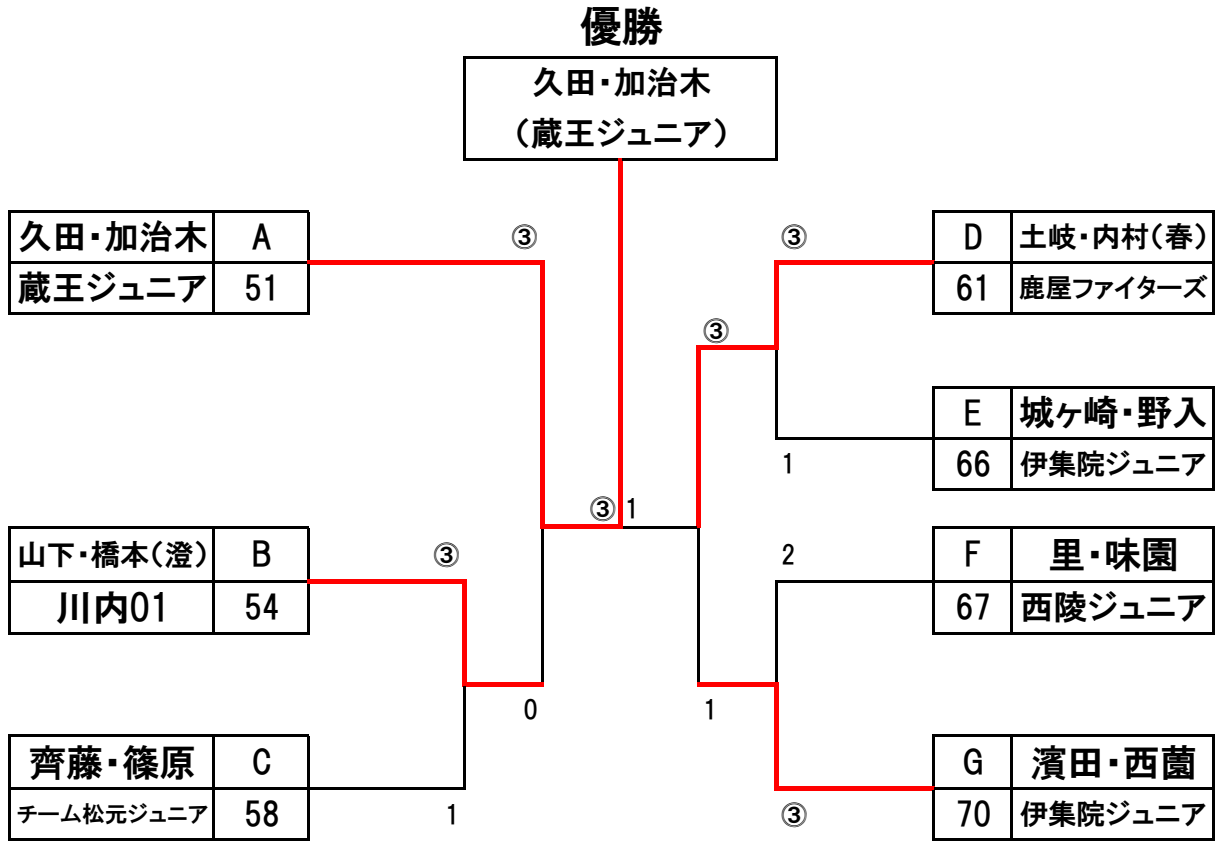 優勝
久田・加治木
（蔵王ジュニア）
久田・加治木 A
蔵王ジュニア 51
③
③
D 土岐・内村（春）
61 鹿屋ファイターズ
③
E 城ヶ崎・野入
66 伊集院ジュニア
1
③ 1
山下・橋本（澄） B
川内01 54
③
2
F 里・味園
67 西陵ジュニア
0
1
齊藤・篠原 C
チーム松元ジュニア 58
1
③
G 濱田・西薗
70 伊集院ジュニア